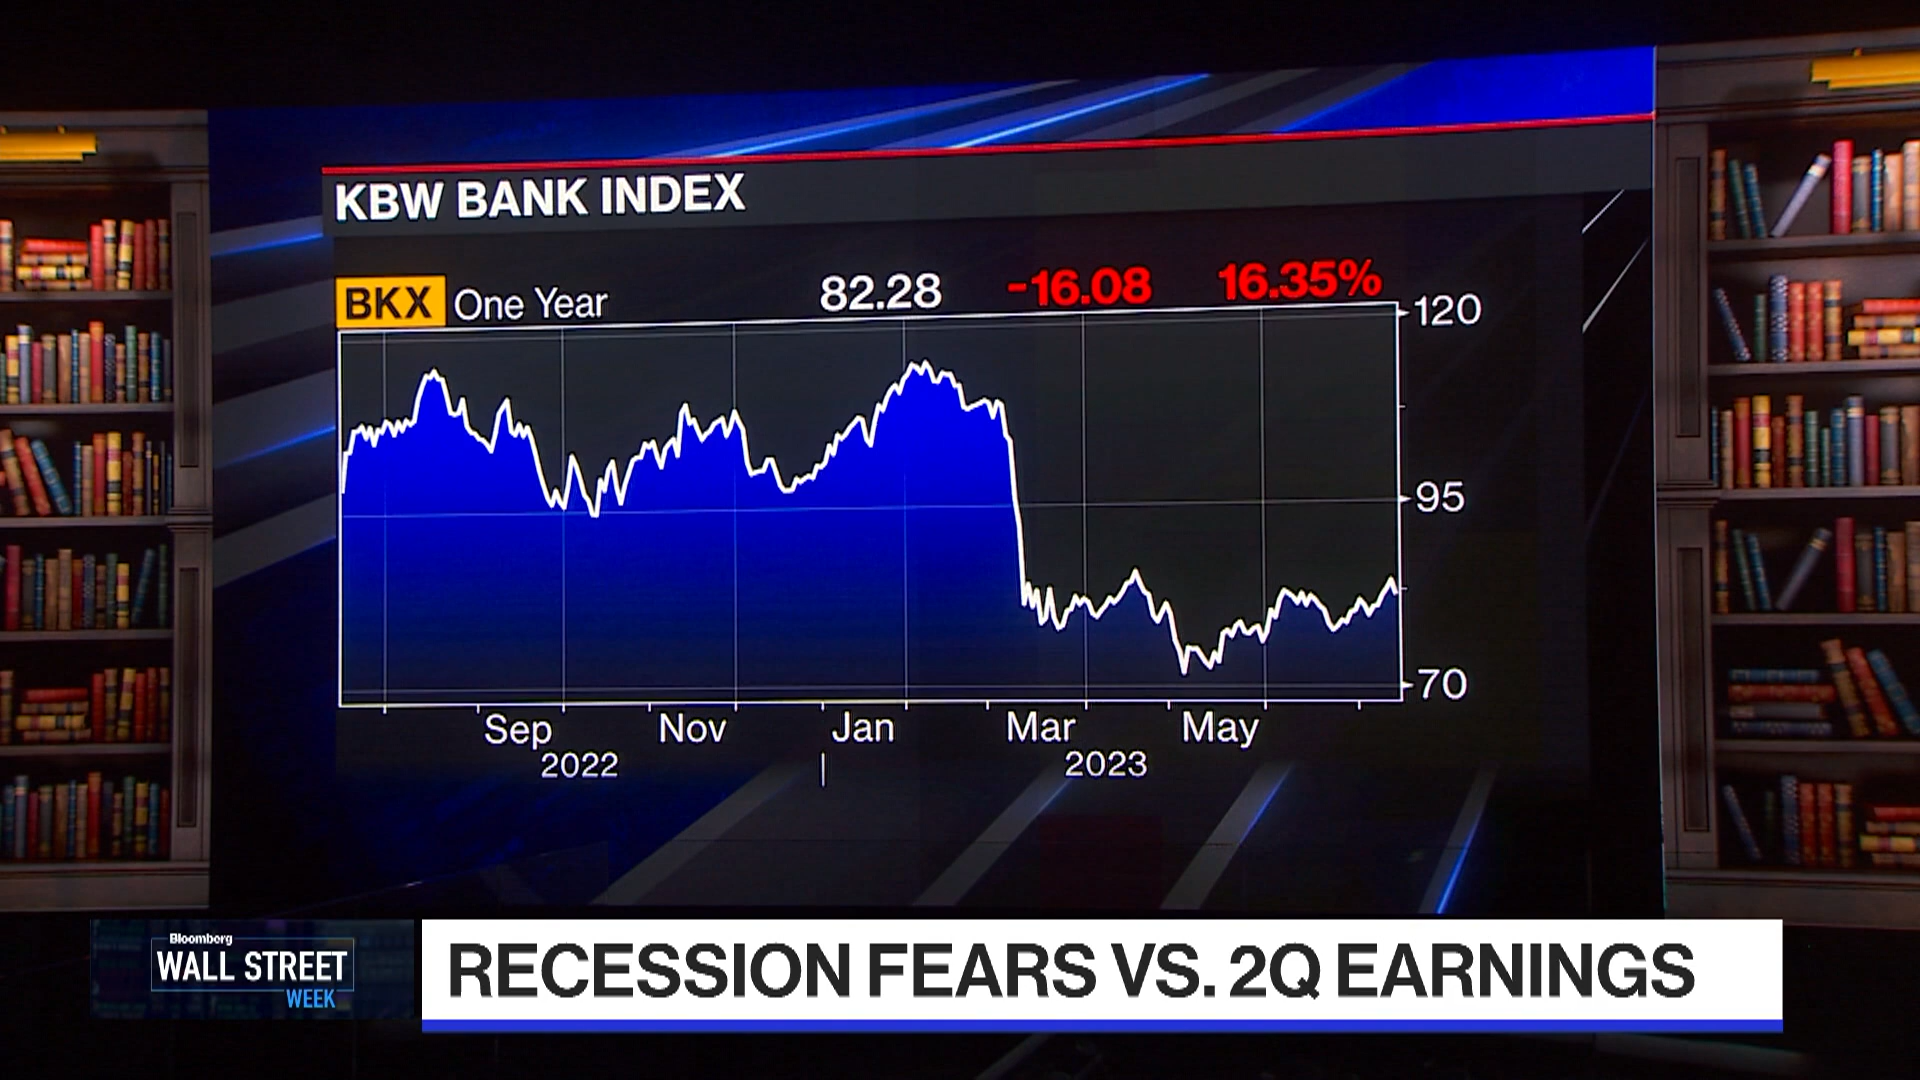 KBW BANK INDEX
BKX One Year 82.28 -16.08 16.35%
120
95
70
Sep Nov Jan Mar May
2022 | 2023
Bloomberg
WALL STREET
WEEK
RECESSION FEARS VS. 2Q EARNINGS